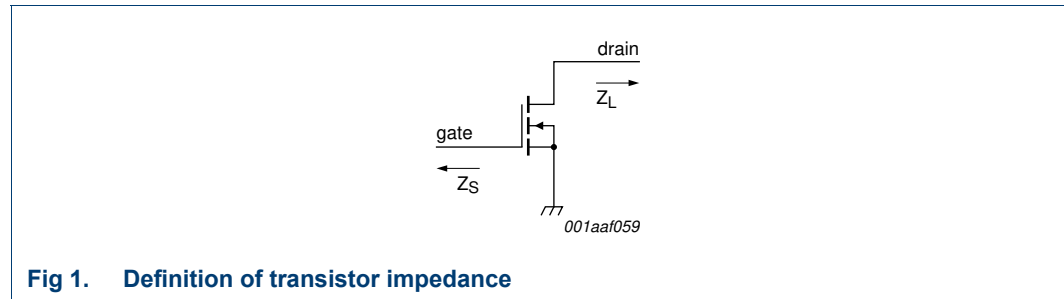 drain
Z_L
gate
Z_S
001aaf059
Fig 1. Definition of transistor impedance